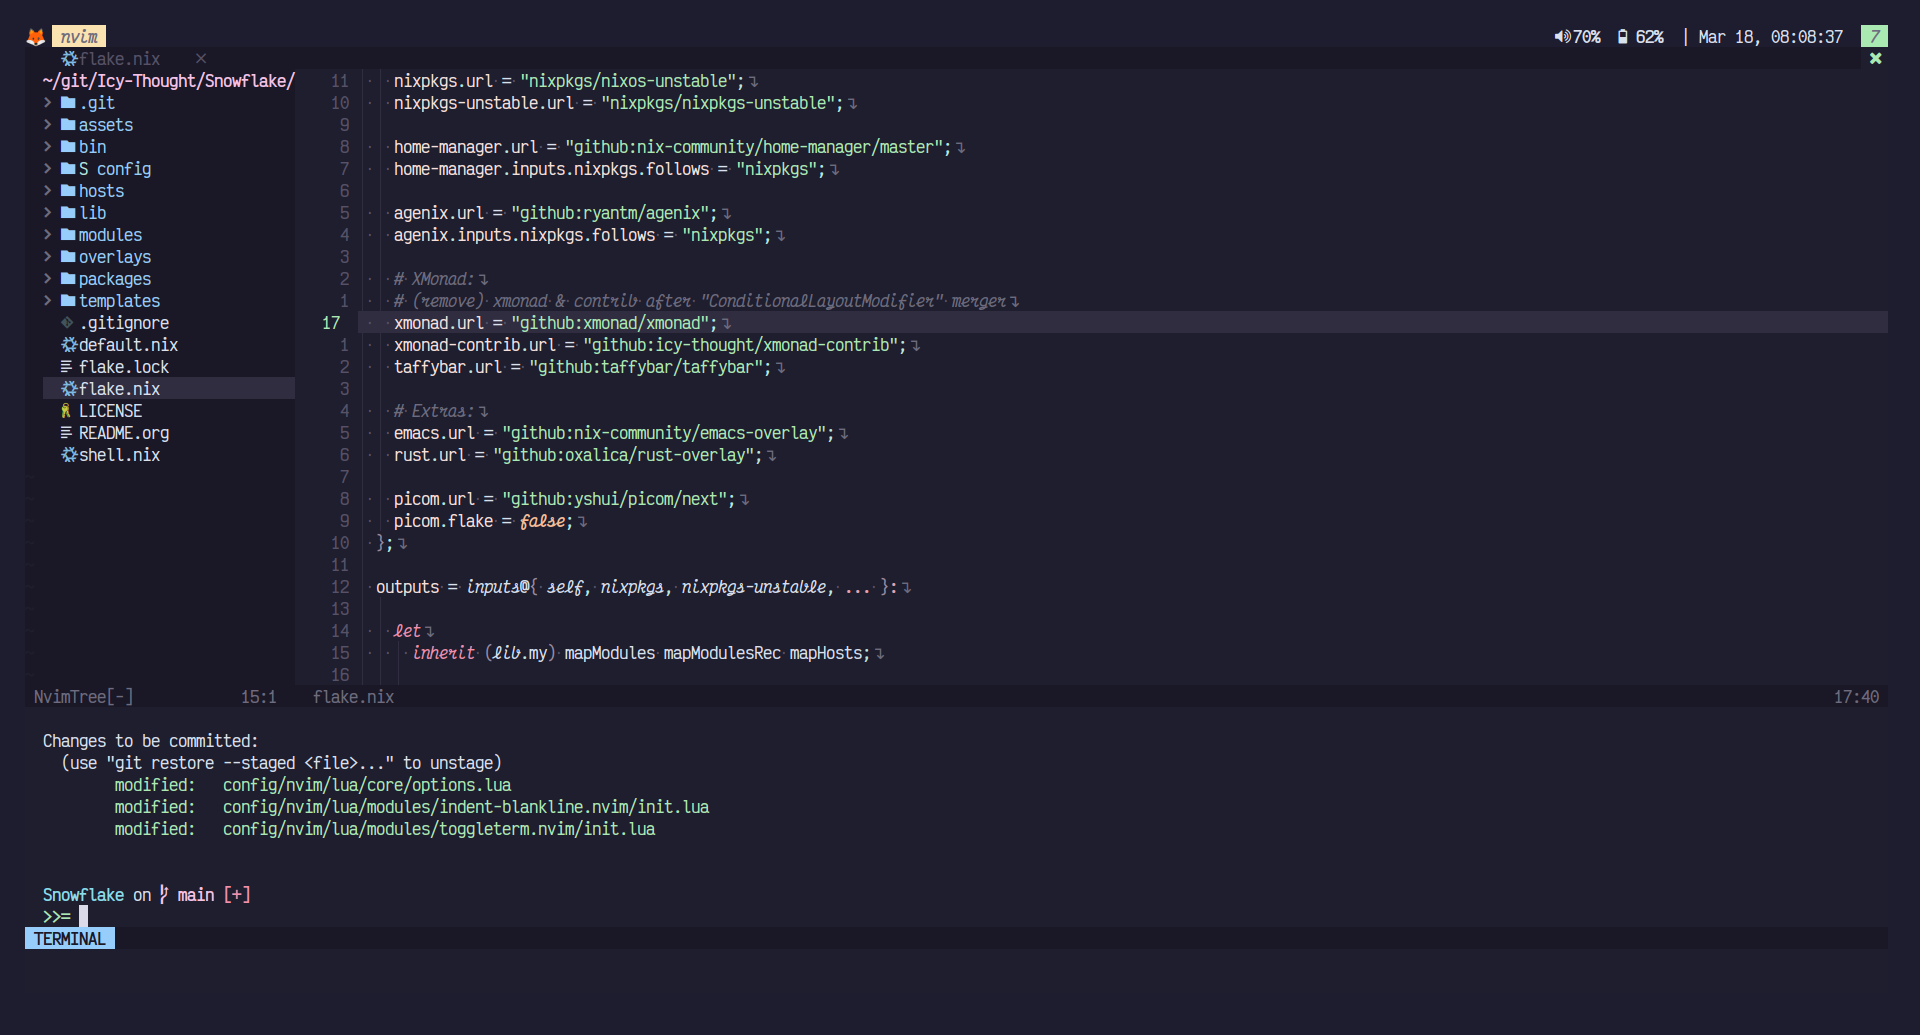 nvim
70% 62% | Mar 18, 08:08:37 7
flake.nix ×
~/git/Icy-Thought/Snowflake/
.git
assets
bin
S config
hosts
lib
modules
overlays
packages
templates
.gitignore
default.nix
flake.lock
flake.nix
LICENSE
README.org
shell.nix
11 nixpkgs.url = "nixpkgs/nixos-unstable";
10 nixpkgs-unstable.url = "nixpkgs/nixpkgs-unstable";
9
8 home-manager.url = "github:nix-community/home-manager/master";
7 home-manager.inputs.nixpkgs.follows = "nixpkgs";
6
5 agenix.url = "github:ryantm/agenix";
4 agenix.inputs.nixpkgs.follows = "nixpkgs";
3
2 # XMonad:
1 # (remove) xmonad & contrib after "ConditionalLayoutModifier" merger
17 xmonad.url = "github:xmonad/xmonad";
1 xmonad-contrib.url = "github:icy-thought/xmonad-contrib";
2 taffybar.url = "github:taffybar/taffybar";
3
4 # Extras:
5 emacs.url = "github:nix-community/emacs-overlay";
6 rust.url = "github:oxalica/rust-overlay";
7
8 picom.url = "github:yshui/picom/next";
9 picom.flake = false;
10 };
11
12 outputs = inputs@{ self, nixpkgs, nixpkgs-unstable, ... }:
13
14 let
15 inherit (lib.my) mapModules mapModulesRec mapHosts;
16
NvimTree[-] 15:1 flake.nix 17:40
Changes to be committed:
(use "git restore --staged <file>..." to unstage)
modified: config/nvim/lua/core/options.lua
modified: config/nvim/lua/modules/indent-blankline.nvim/init.lua
modified: config/nvim/lua/modules/toggleterm.nvim/init.lua
Snowflake on main [+]
>>=
TERMINAL